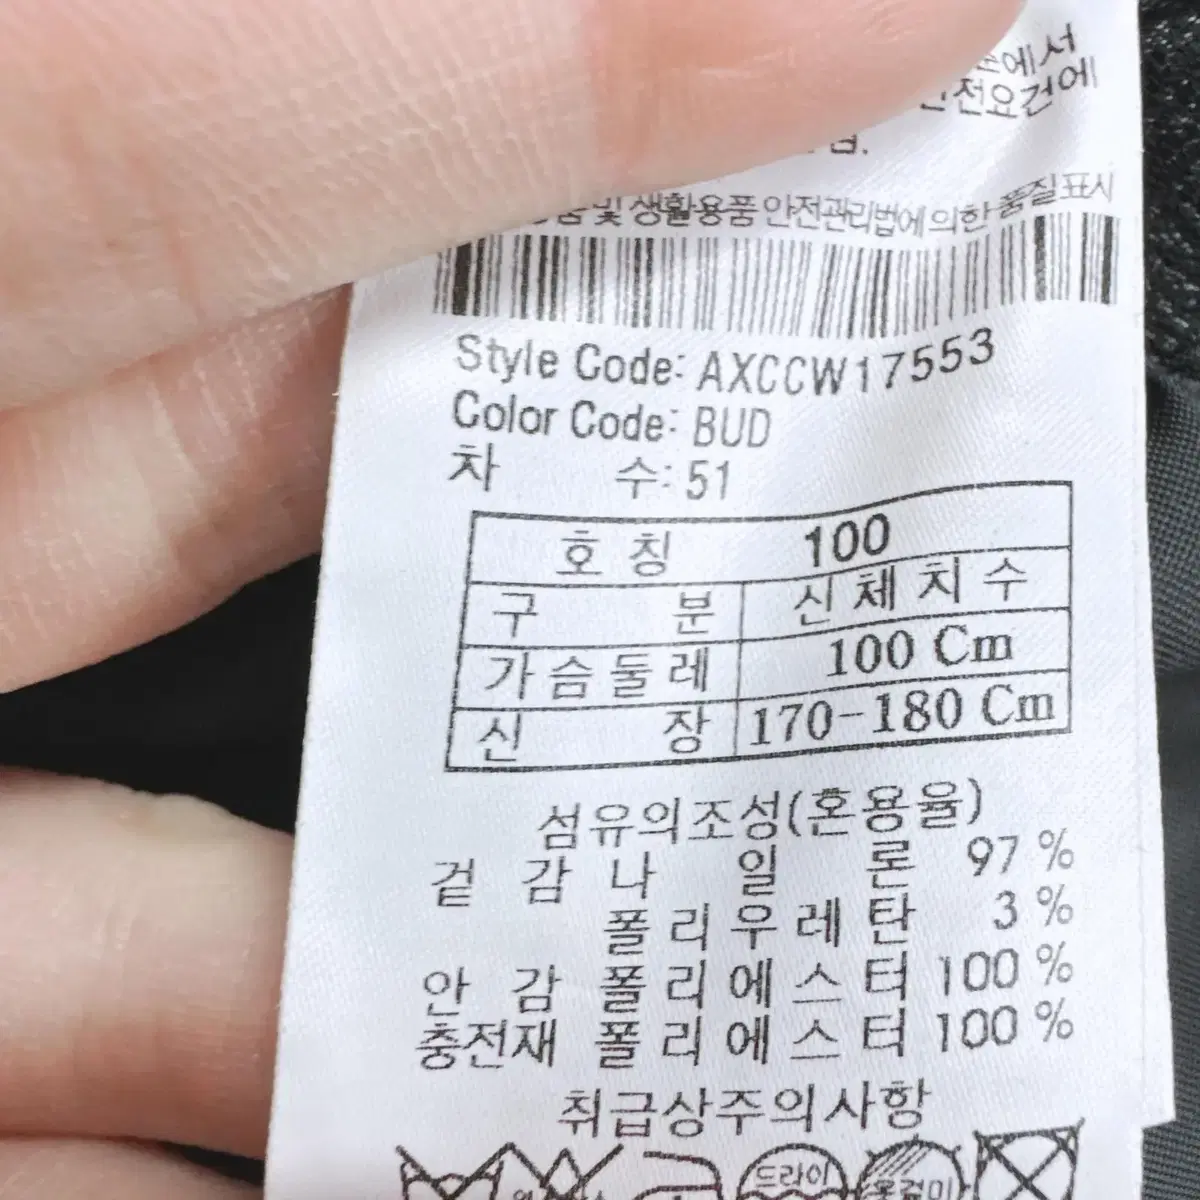 에서
전요건에
생활용품 안전관리법에 의한 품질표시
Style Code: AXCCW17553
Color Code: BUD
차 수: 51
호 칭 100
구 분 신 체 치 수
가 슴 둘 레 100 Cm
신 장 170-180 Cm
섬유의조성(혼용율)
겉 감 나 일 론 97 %
폴 리 우 레 탄 3 %
안 감 폴 리 에 스 터 100 %
충전재 폴 리 에 스 터 100 %
취급상주의사항
드라이